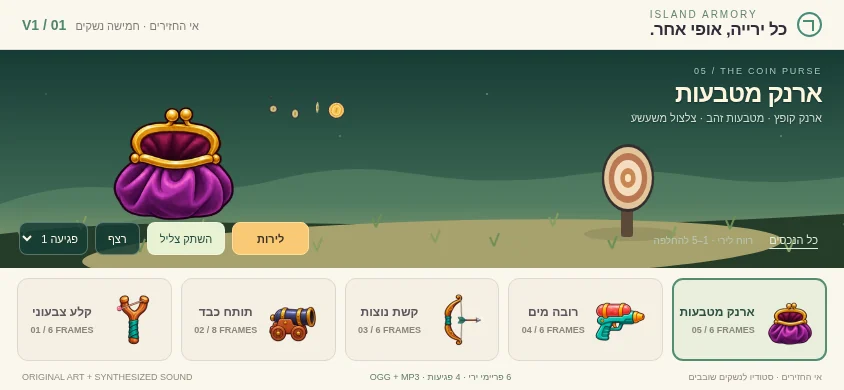 ISLAND ARMORY
כל ירייה, אופי אחר.
אי החזירים · חמישה נשקים
V1 / 01
05 / THE COIN PURSE
ארנק מטבעות
ארנק קופץ · מטבעות זהב · צלצול משעשע
כל הנכסים
רווח לירי · 1–5 להחלפה
לירות
השתק צליל
רצף
פגיעה 1
ארנק מטבעות
05 / 6 FRAMES
רובה מים
04 / 6 FRAMES
קשת נוצות
03 / 6 FRAMES
תותח כבד
02 / 8 FRAMES
קלע צבעוני
01 / 6 FRAMES
אי החזירים · סטודיו לנשקים שובבים
6 פריימי ירי · 4 פגיעות · OGG + MP3
ORIGINAL ART + SYNTHESIZED SOUND